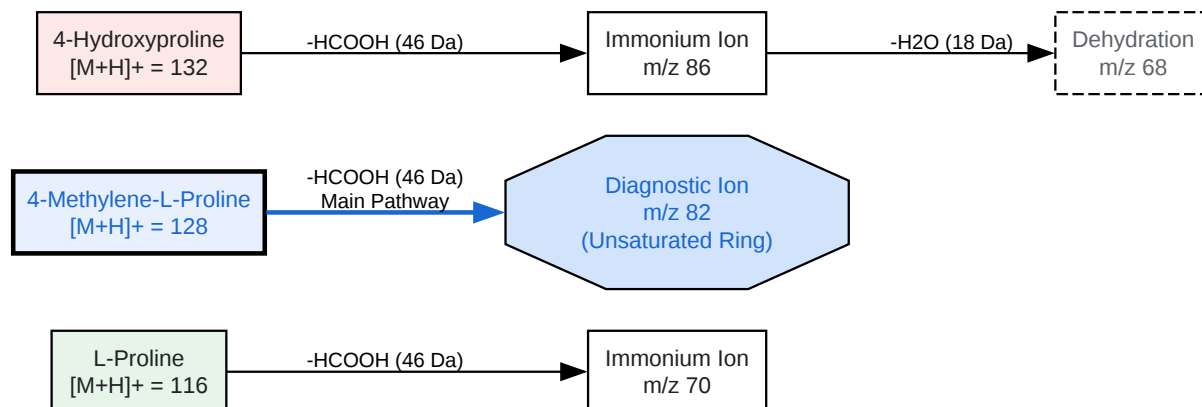 4-Hydroxyproline
[M+H]+ = 132
-HCOOH (46 Da)
Immonium Ion
m/z 86
-H2O (18 Da)
Dehydration
m/z 68
4-Methylene-L-Proline
[M+H]+ = 128
-HCOOH (46 Da)
Main Pathway
Diagnostic Ion
m/z 82
(Unsaturated Ring)
L-Proline
[M+H]+ = 116
-HCOOH (46 Da)
Immonium Ion
m/z 70